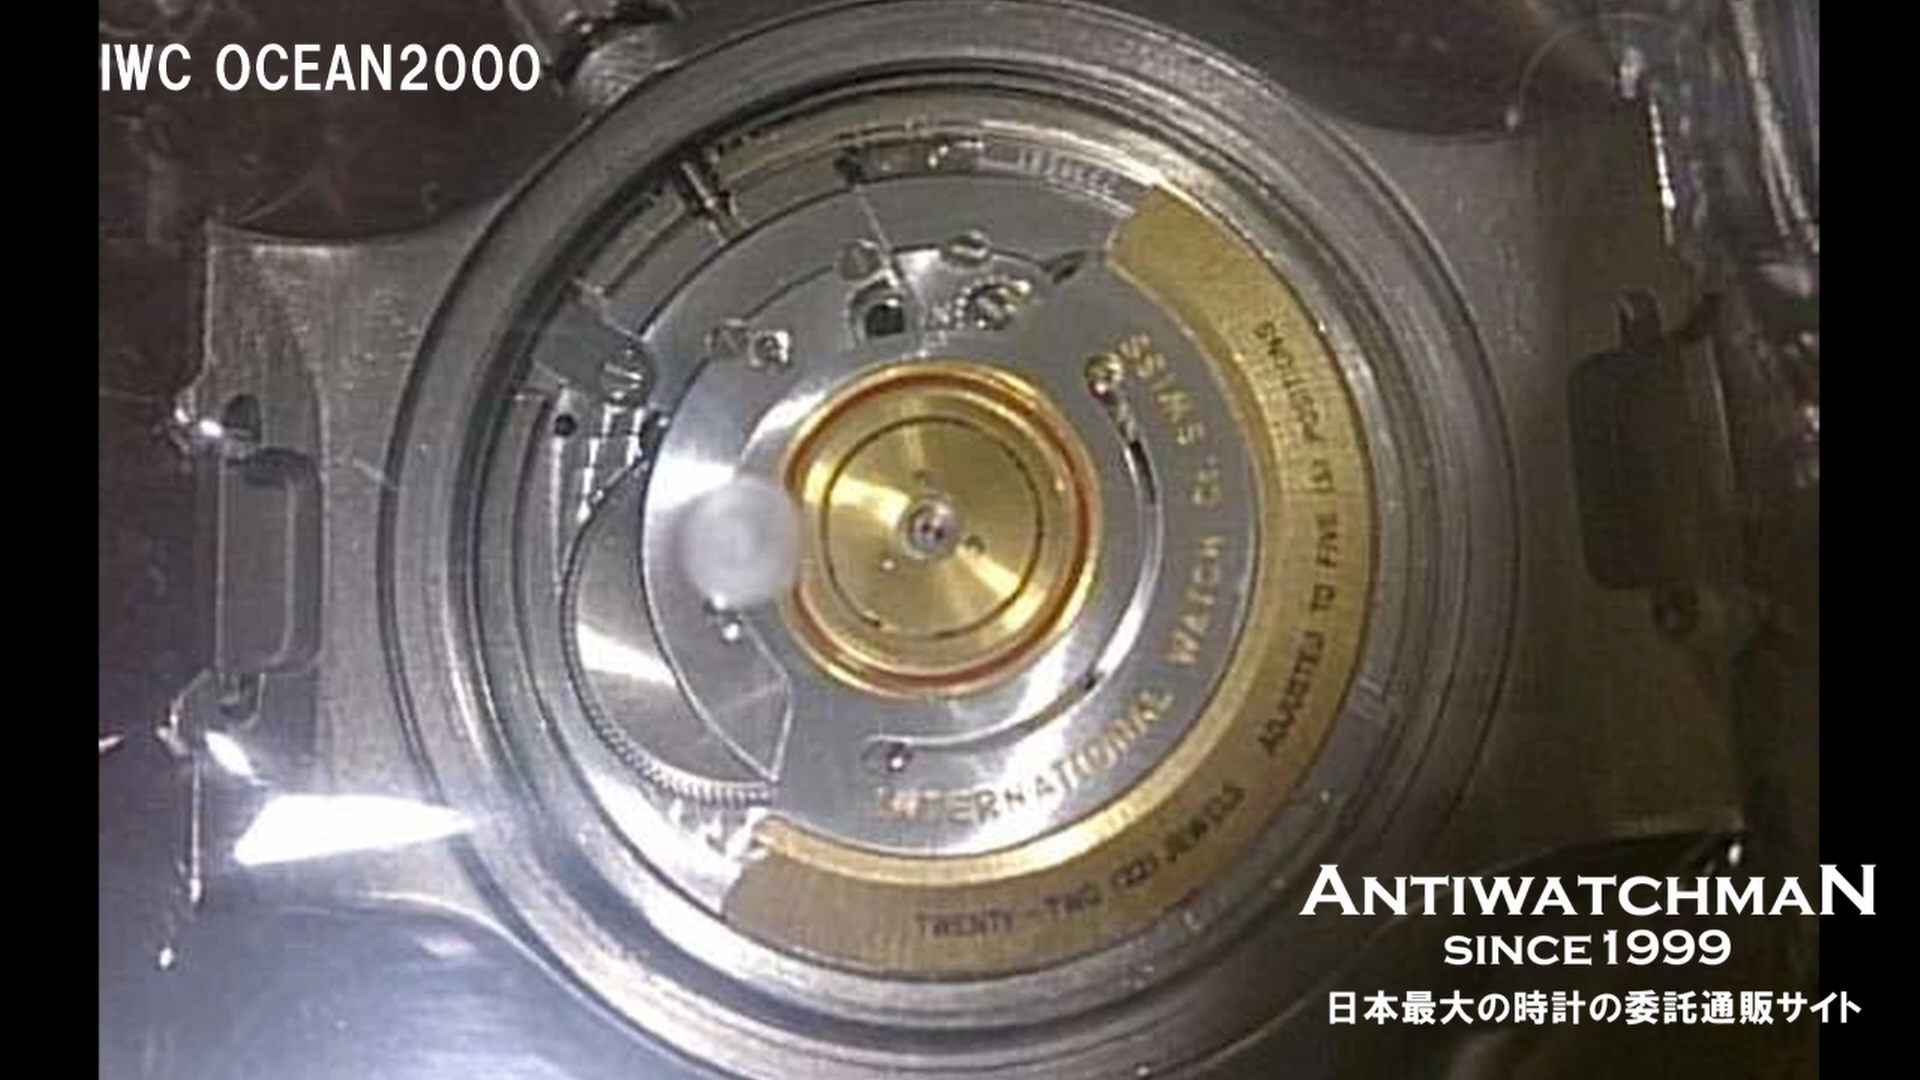 IWC OCEAN2000
INTERNATIONAL WATCH CO. SWISS
TWENTY-TWO (22) JEWELS ADJUSTED TO FIVE (5) POSITIONS
ANTIWATCHMAN
SINCE 1999
日本最大の時計の委託通販サイト